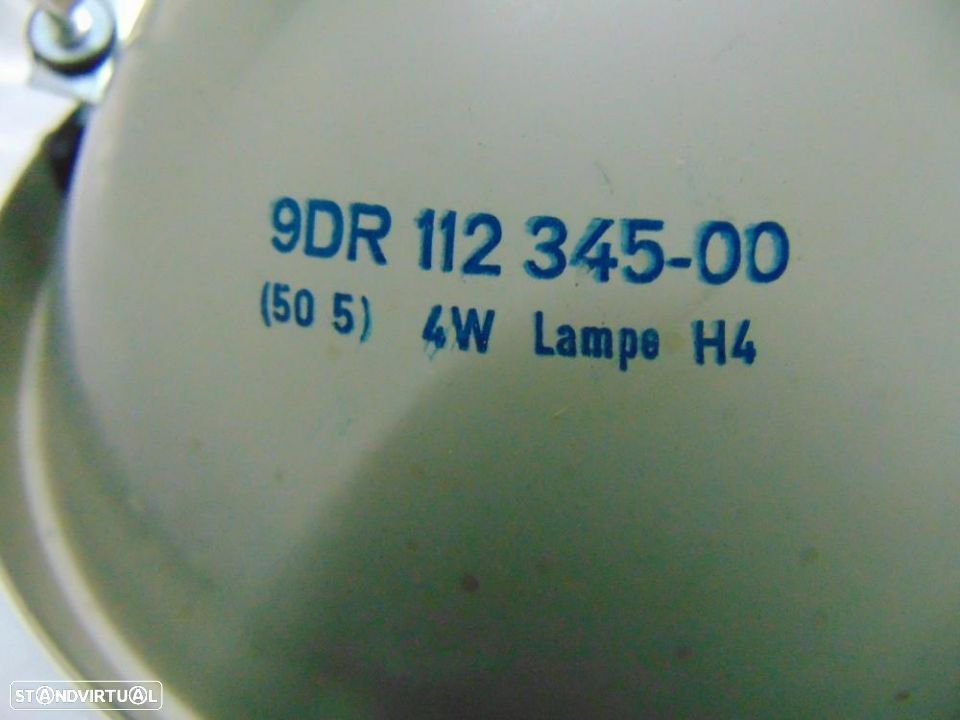 9DR 112 345-00
(50 5) 4W Lampe H4
STANDVIRTUAL